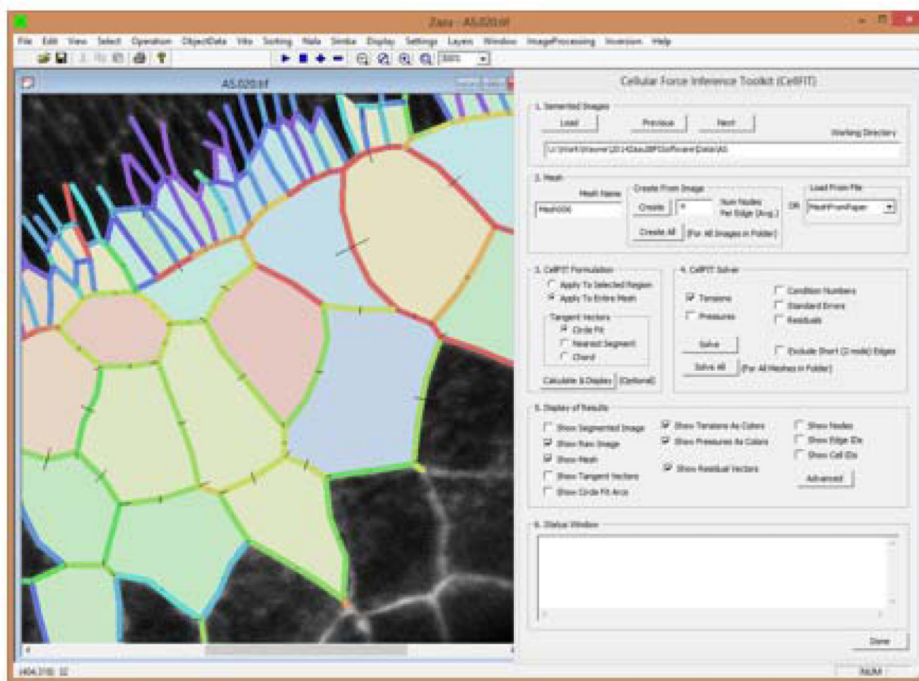 Zazu - AS.020.tif
File Edit View Select Operation ObjectData Vito Sorting Nala Simba Display Settings Layers Window ImageProcessing Inversion Help
300%
AS.020.tif
Cellular Force Inference Toolkit (CellFIT)
1. Semented Images
Load Previous Next
Working Directory
2. Mesh
Mesh Name
Mesh006
Create From Image
Create 4 Num Nodes Per Edge (Avg.)
Create All (For All Images in Folder)
OR
Load From File
MeshFromPaper
3. CellFIT Formulation
Apply To Selected Region
Apply To Entire Mesh
Tangent Vectors
Circle Fit
Nearest Segment
Chord
Calculate & Display (Optional)
4. CellFIT Solver
Tensions
Pressures
Condition Numbers
Standard Errors
Residuals
Solve
Exclude Short (2 node) Edges
Solve All (For All Meshes in Folder)
5. Display of Results
Show Segmented Image
Show Raw Image
Show Mesh
Show Tangent Vectors
Show Circle Fit Arcs
Show Tensions As Colors
Show Pressures As Colors
Show Residual Vectors
Show Nodes
Show Edge IDs
Show Cell IDs
Advanced
6. Status Window
Done
NUM